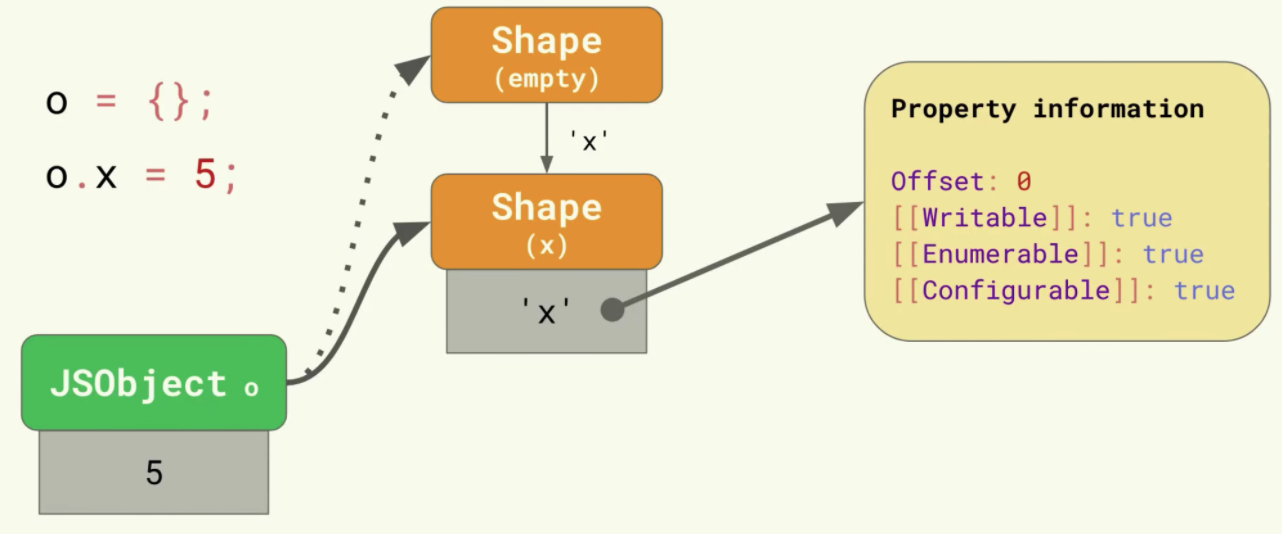 o = {};
o.x = 5;
Shape
(empty)
'x'
Shape
(x)
'x'
JSObject o
5
Property information
Offset: 0
[[Writable]]: true
[[Enumerable]]: true
[[Configurable]]: true